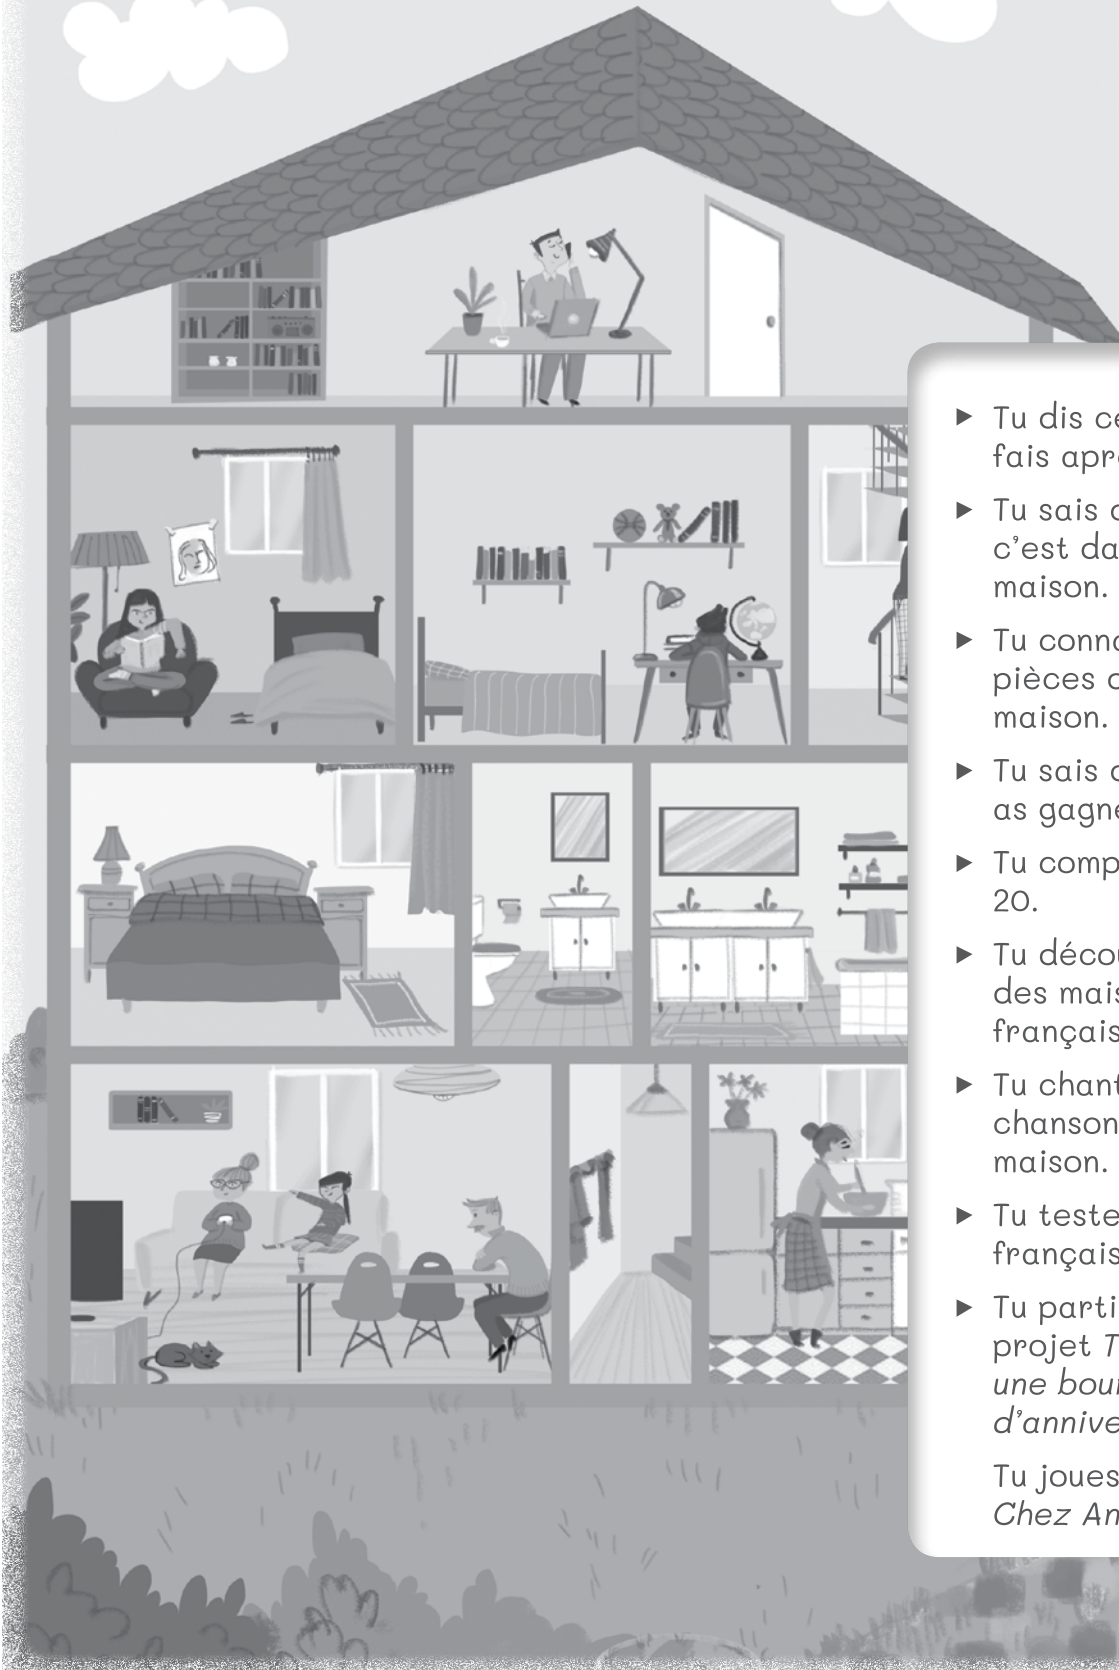 ▶ Tu dis ce
fais apr
▶ Tu sais
c'est da
maison.
▶ Tu conna
pièces
maison.
▶ Tu sais
as gagne
▶ Tu comp
20.
▶ Tu décou
des mais
français
▶ Tu chant
chanson
maison.
▶ Tu teste
français
▶ Tu parti
projet T
une bou
d'annive
Tu joues
Chez An